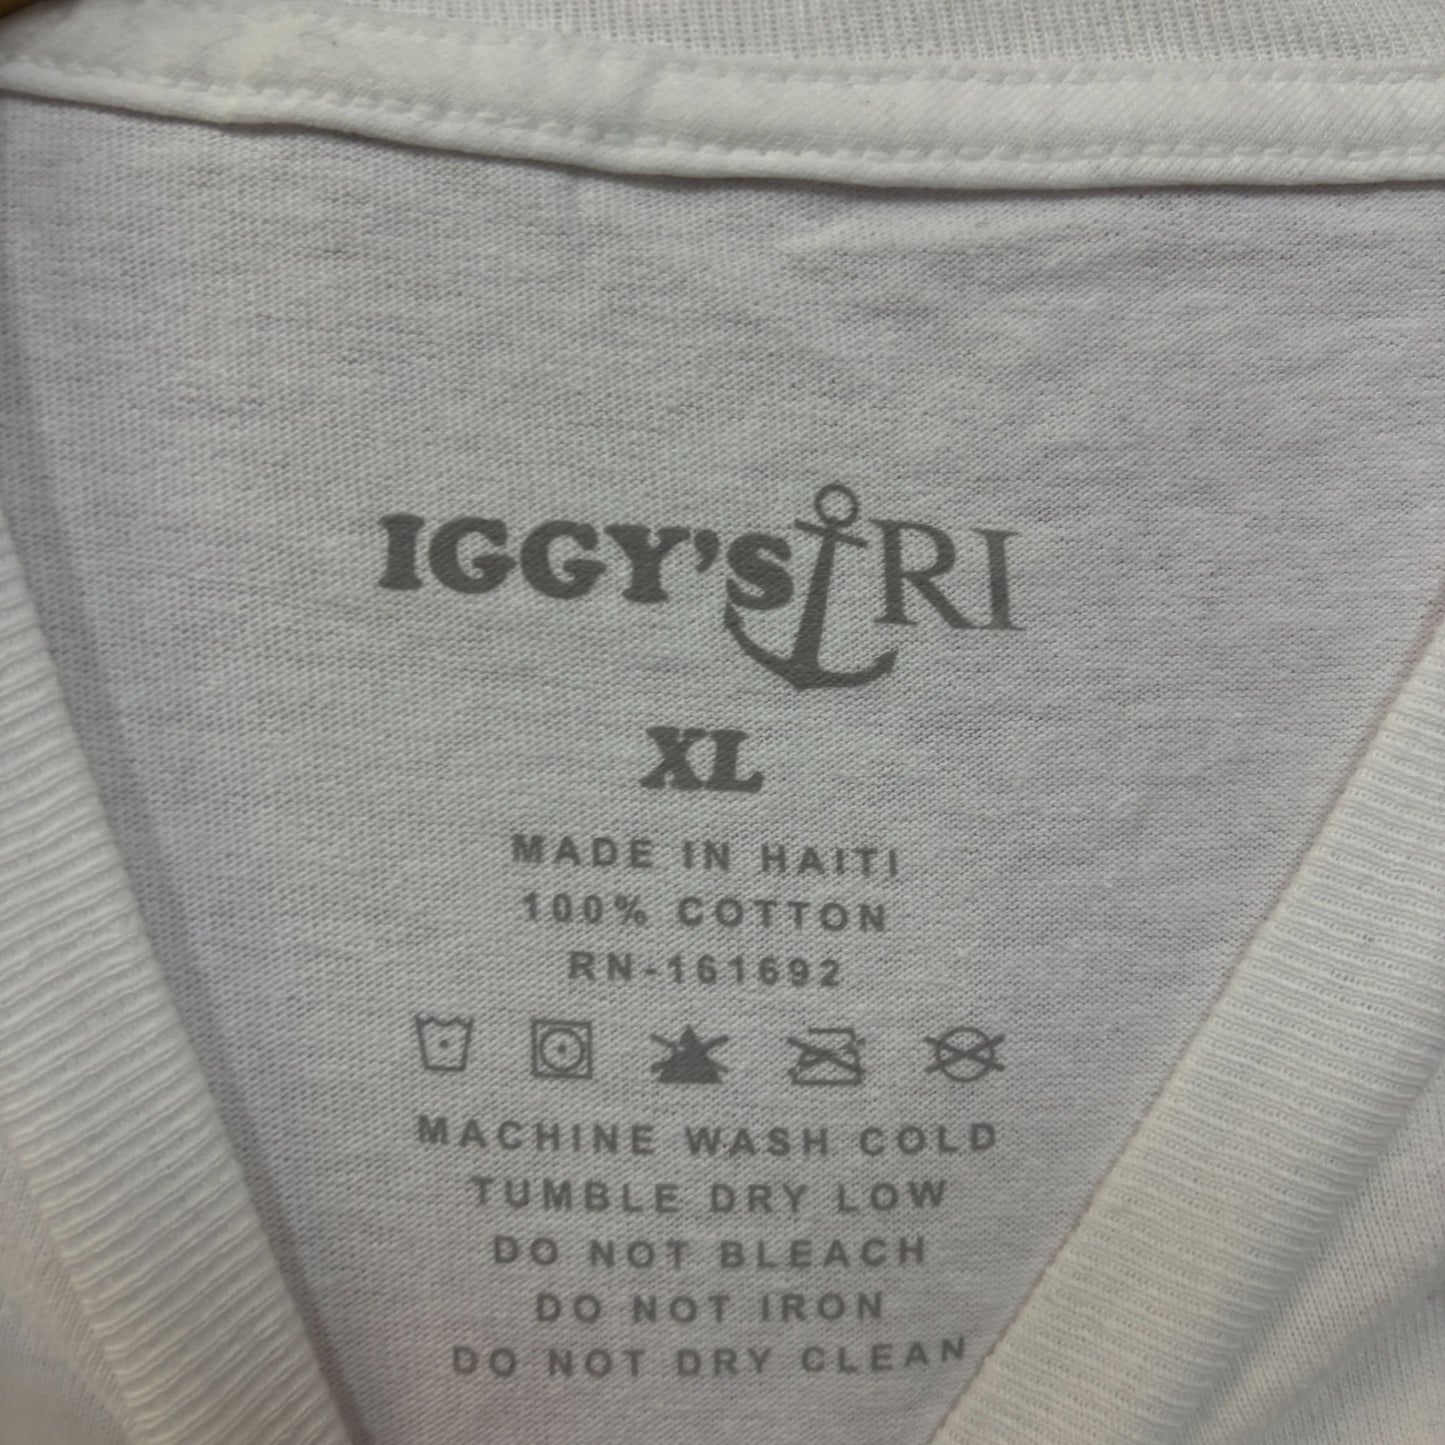 IGGY'S RI
XL
MADE IN HAITI
100% COTTON
RN-161692
MACHINE WASH COLD
TUMBLE DRY LOW
DO NOT BLEACH
DO NOT IRON
DO NOT DRY CLEAN